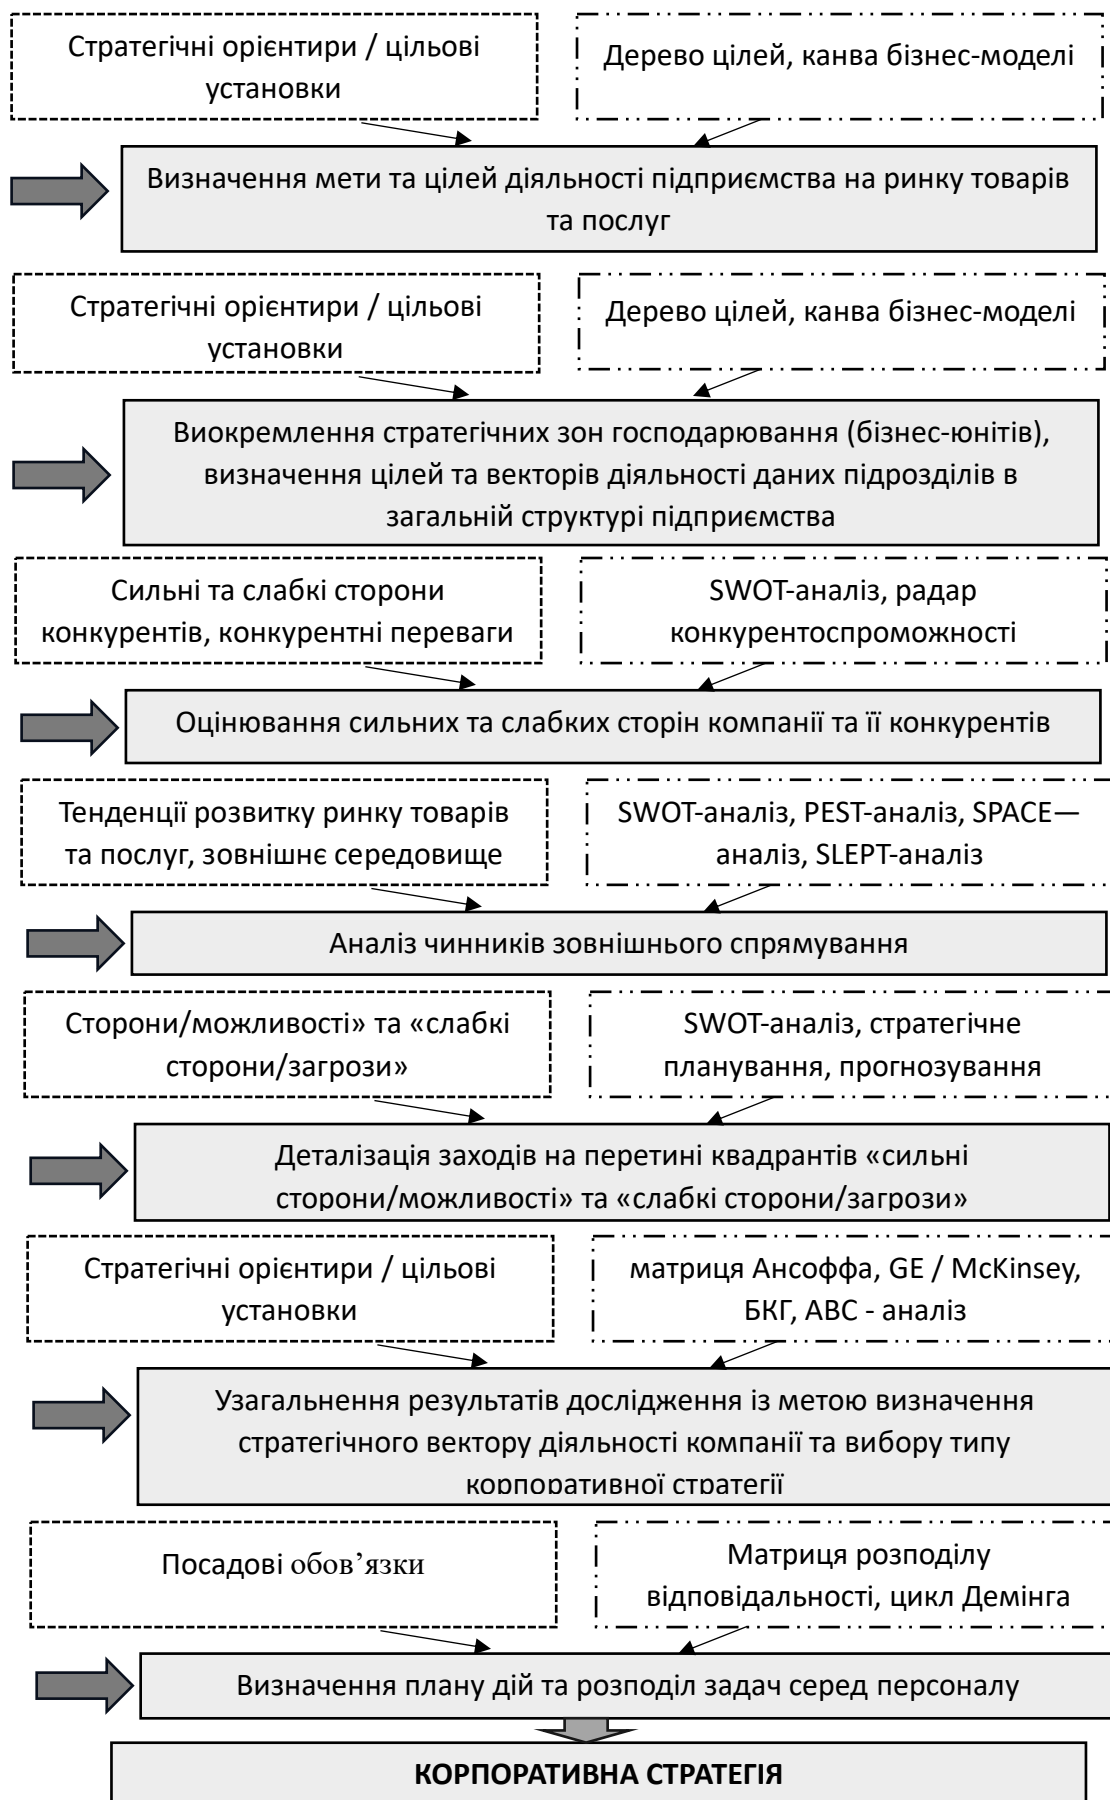 Стратегічні орієнтири / цільові
установки
Дерево цілей, канва бізнес-моделі
Визначення мети та цілей діяльності підприємства на ринку товарів
та послуг
Стратегічні орієнтири / цільові
установки
Дерево цілей, канва бізнес-моделі
Виокремлення стратегічних зон господарювання (бізнес-юнітів),
визначення цілей та векторів діяльності даних підрозділів в
загальній структурі підприємства
Сильні та слабкі сторони
конкурентів, конкурентні переваги
SWOT-аналіз, радар
конкурентоспроможності
Оцінювання сильних та слабких сторін компанії та її конкурентів
Тенденції розвитку ринку товарів
та послуг, зовнішнє середовище
SWOT-аналіз, PEST-аналіз, SPACE—
аналіз, SLEPT-аналіз
Аналіз чинників зовнішнього спрямування
Сторони/можливості» та «слабкі
сторони/загрози»
SWOT-аналіз, стратегічне
планування, прогнозування
Деталізація заходів на перетині квадрантів «сильні
сторони/можливості» та «слабкі сторони/загрози»
Стратегічні орієнтири / цільові
установки
матриця Ансоффа, GE / McKinsey,
БКГ, АВС - аналіз
Узагальнення результатів дослідження із метою визначення
стратегічного вектору діяльності компанії та вибору типу
корпоративної стратегії
Посадові обов’язки
Матриця розподілу
відповідальності, цикл Демінга
Визначення плану дій та розподіл задач серед персоналу
КОРПОРАТИВНА СТРАТЕГІЯ